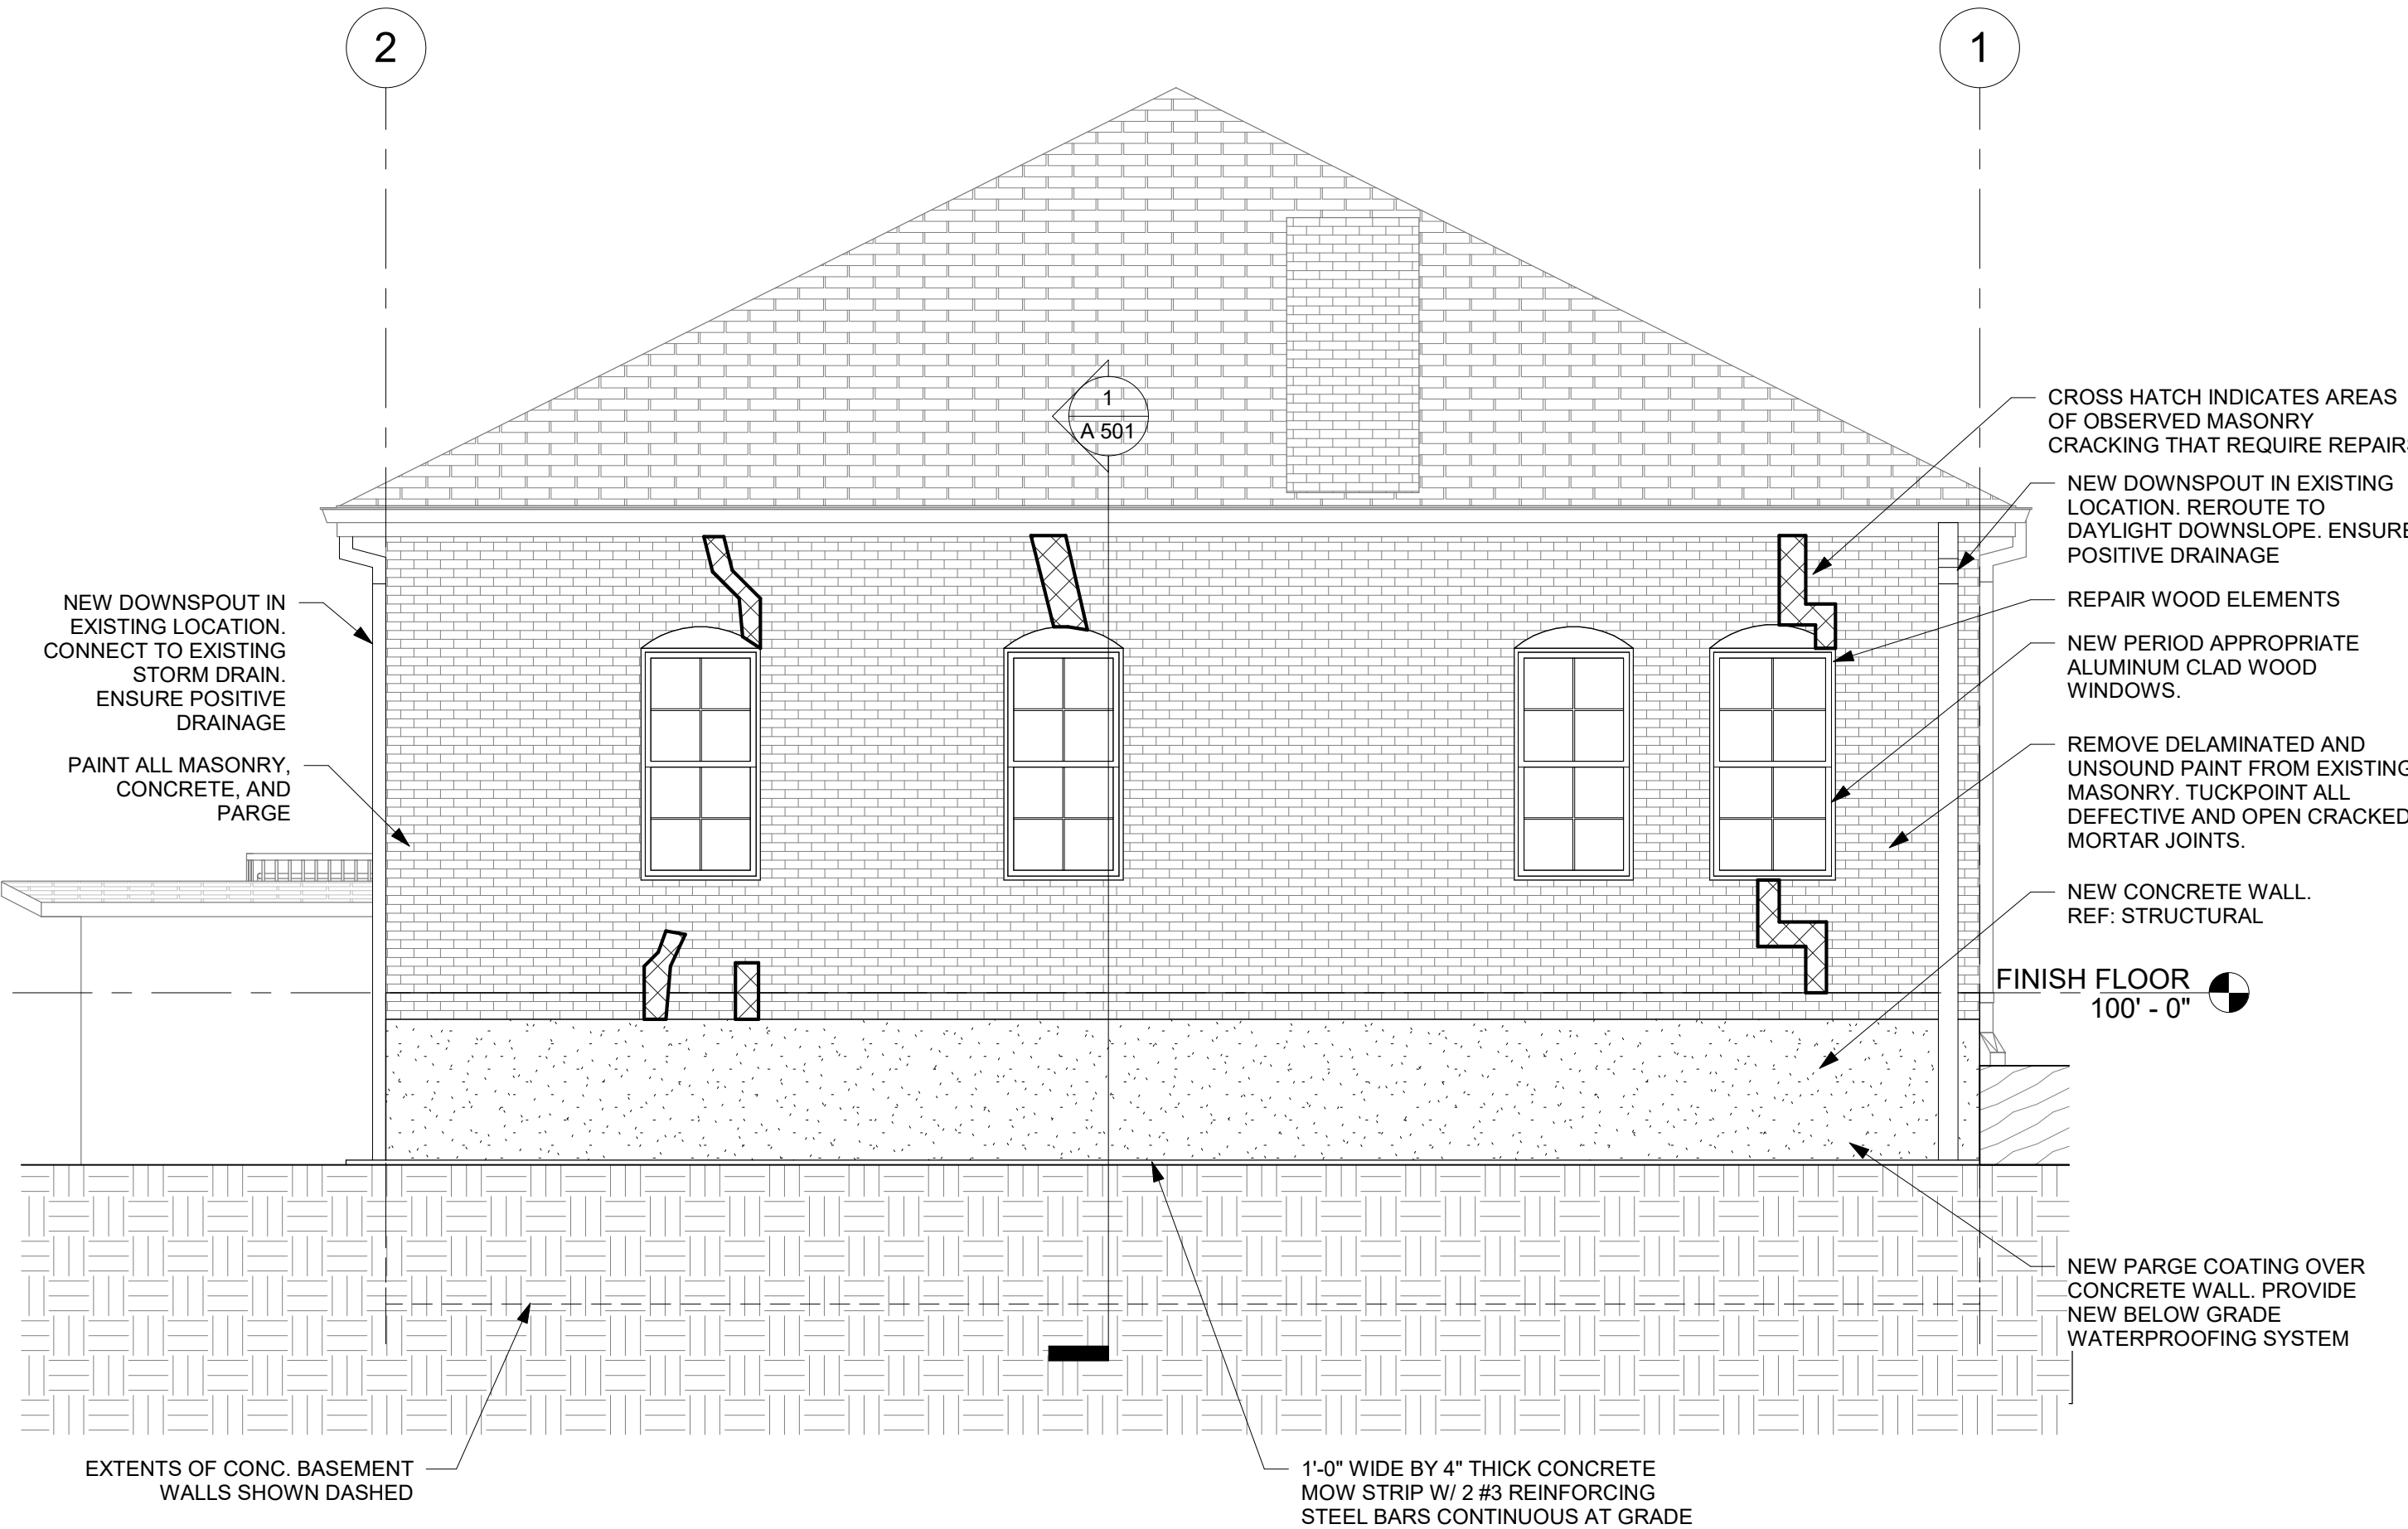 2
1
1
A 501
CROSS HATCH INDICATES AREAS
OF OBSERVED MASONRY
CRACKING THAT REQUIRE REPAIR
NEW DOWNSPOUT IN EXISTING
LOCATION. REROUTE TO
DAYLIGHT DOWNSLOPE. ENSURE
POSITIVE DRAINAGE
REPAIR WOOD ELEMENTS
NEW PERIOD APPROPRIATE
ALUMINUM CLAD WOOD
WINDOWS.
REMOVE DELAMINATED AND
UNSOUND PAINT FROM EXISTING
MASONRY. TUCKPOINT ALL
DEFECTIVE AND OPEN CRACKED
MORTAR JOINTS.
NEW CONCRETE WALL.
REF: STRUCTURAL
FINISH FLOOR
100' - 0"
NEW PARGE COATING OVER
CONCRETE WALL. PROVIDE
NEW BELOW GRADE
WATERPROOFING SYSTEM
NEW DOWNSPOUT IN
EXISTING LOCATION.
CONNECT TO EXISTING
STORM DRAIN.
ENSURE POSITIVE
DRAINAGE
PAINT ALL MASONRY,
CONCRETE, AND
PARGE
EXTENTS OF CONC. BASEMENT
WALLS SHOWN DASHED
1'-0" WIDE BY 4" THICK CONCRETE
MOW STRIP W/ 2 #3 REINFORCING
STEEL BARS CONTINUOUS AT GRADE